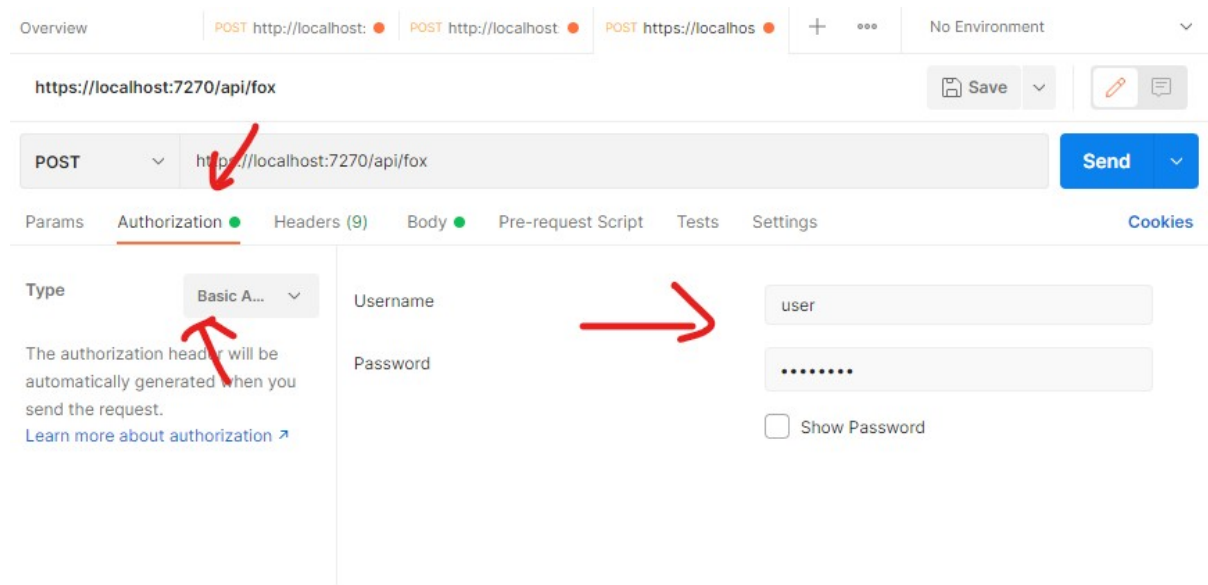 Overview POST http://localhost: POST http://localhost POST https://localhos No Environment
https://localhost:7270/api/fox Save
POST https://localhost:7270/api/fox Send
Params Authorization Headers (9) Body Pre-request Script Tests Settings Cookies
Type Basic A... Username user
The authorization header will be
automatically generated when you
send the request.
Learn more about authorization ↗
Password ••••••••
Show Password